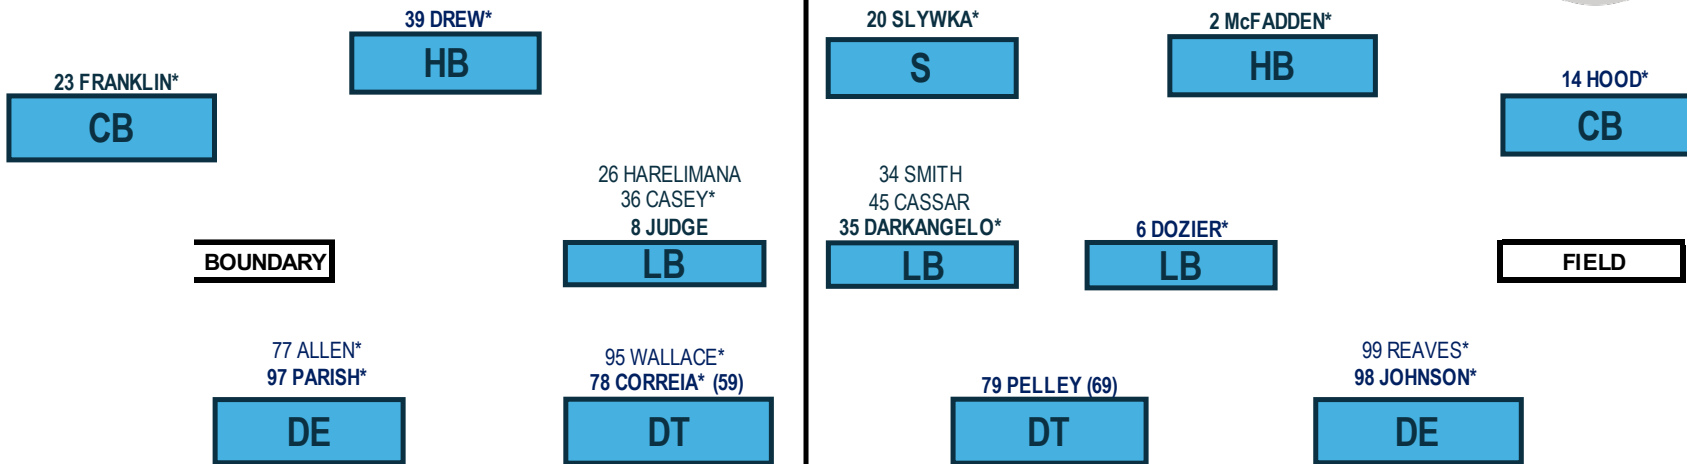 39 DREW*
HB
20 SLYWKA*
S
2 McFADDEN*
HB
23 FRANKLIN*
CB
14 HOOD*
CB
26 HARELIMANA
36 CASEY*
8 JUDGE
LB
34 SMITH
45 CASSAR
35 DARKANGELO*
LB
6 DOZIER*
LB
BOUNDARY
FIELD
77 ALLEN*
97 PARISH*
DE
95 WALLACE*
78 CORREIA* (59)
DT
79 PELLEY (69)
DT
99 REAVES*
98 JOHNSON*
DE